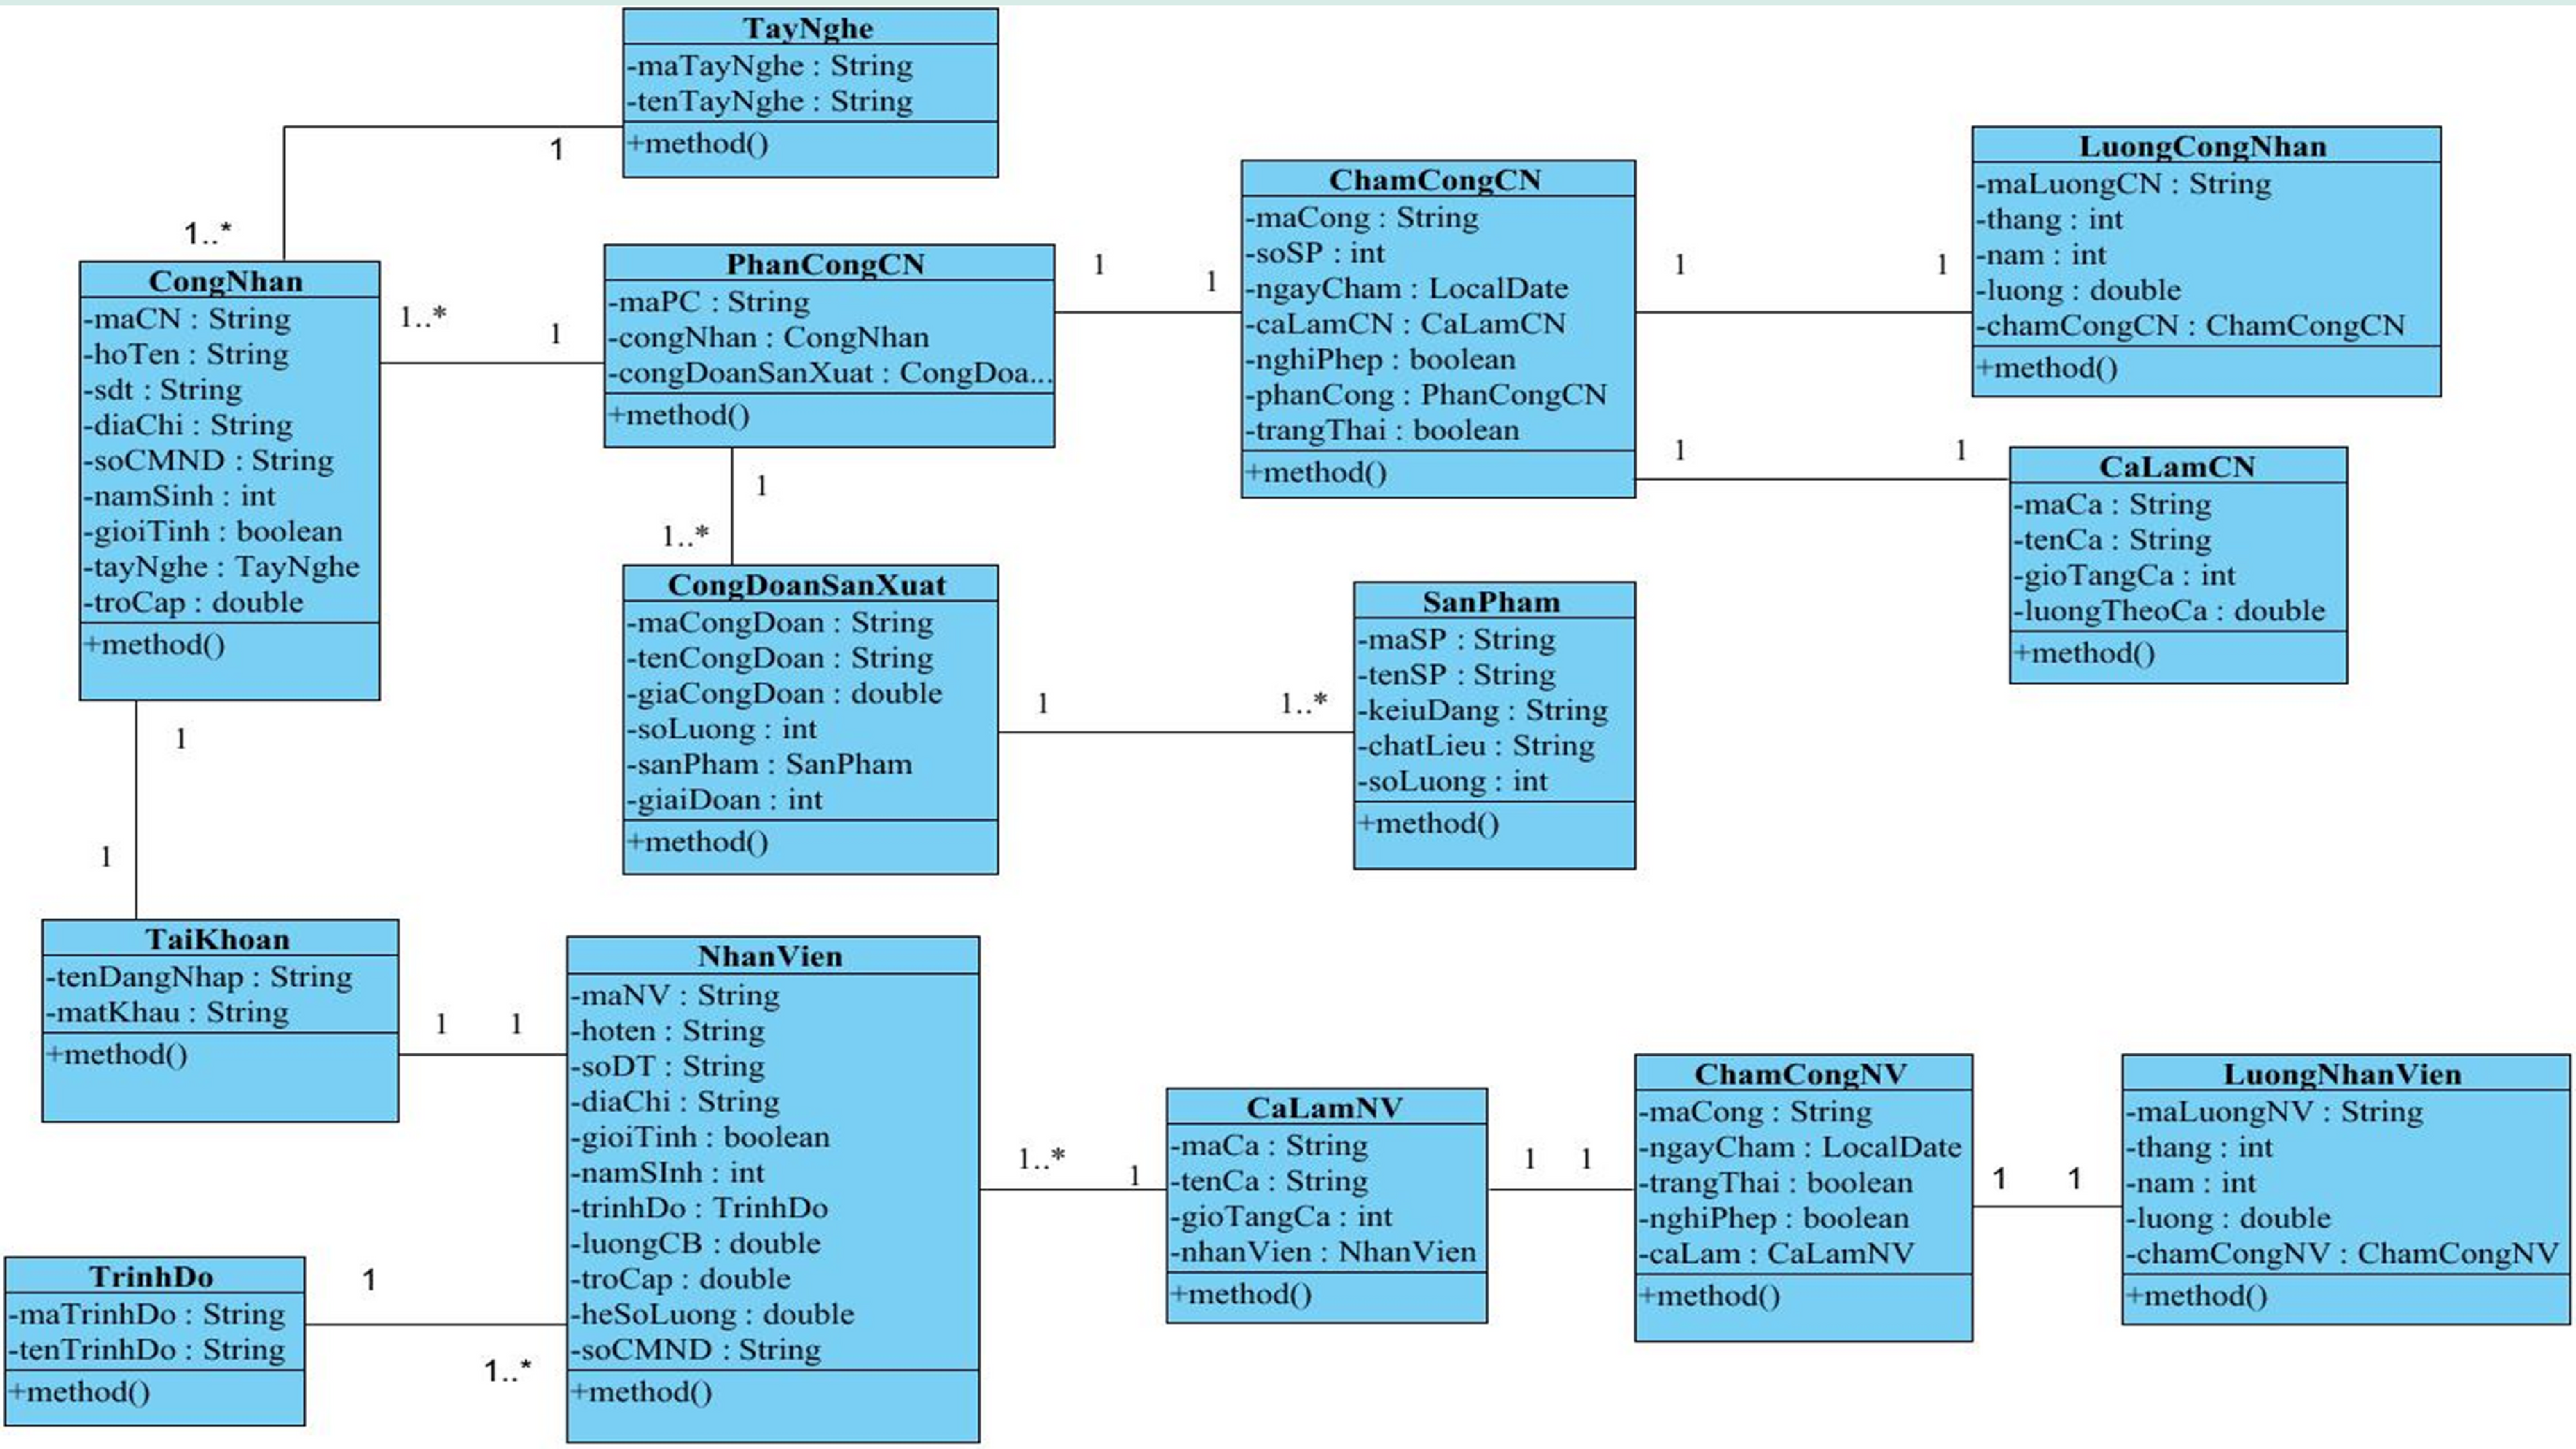 TayNghe
-maTayNghe : String
-tenTayNghe : String
+method()
1
1..*
CongNhan
-maCN : String
-hoTen : String
-sdt : String
-diaChi : String
-soCMND : String
-namSinh : int
-gioiTinh : boolean
-tayNghe : TayNghe
-troCap : double
+method()
1..*
1
PhanCongCN
-maPC : String
-congNhan : CongNhan
-congDoanSanXuat : CongDoa...
+method()
1
1
ChamCongCN
-maCong : String
-soSP : int
-ngayCham : LocalDate
-caLamCN : CaLamCN
-nghiPhep : boolean
-phanCong : PhanCongCN
-trangThai : boolean
+method()
1
1
LuongCongNhan
-maLuongCN : String
-thang : int
-nam : int
-luong : double
-chamCongCN : ChamCongCN
+method()
1
1
CaLamCN
-maCa : String
-tenCa : String
-gioTangCa : int
-luongTheoCa : double
+method()
1
1..*
CongDoanSanXuat
-maCongDoan : String
-tenCongDoan : String
-giaCongDoan : double
-soLuong : int
-sanPham : SanPham
-giaiDoan : int
+method()
1
1..*
SanPham
-maSP : String
-tenSP : String
-keiuDang : String
-chatLieu : String
-soLuong : int
+method()
1
1
TaiKhoan
-tenDangNhap : String
-matKhau : String
+method()
1
1
NhanVien
-maNV : String
-hoten : String
-soDT : String
-diaChi : String
-gioiTinh : boolean
-namSInh : int
-trinhDo : TrinhDo
-luongCB : double
-troCap : double
-heSoLuong : double
-soCMND : String
+method()
TrinhDo
-maTrinhDo : String
-tenTrinhDo : String
+method()
1
1..*
1..*
1
CaLamNV
-maCa : String
-tenCa : String
-gioTangCa : int
-nhanVien : NhanVien
+method()
1
1
ChamCongNV
-maCong : String
-ngayCham : LocalDate
-trangThai : boolean
-nghiPhep : boolean
-caLam : CaLamNV
+method()
1
1
LuongNhanVien
-maLuongNV : String
-thang : int
-nam : int
-luong : double
-chamCongNV : ChamCongNV
+method()